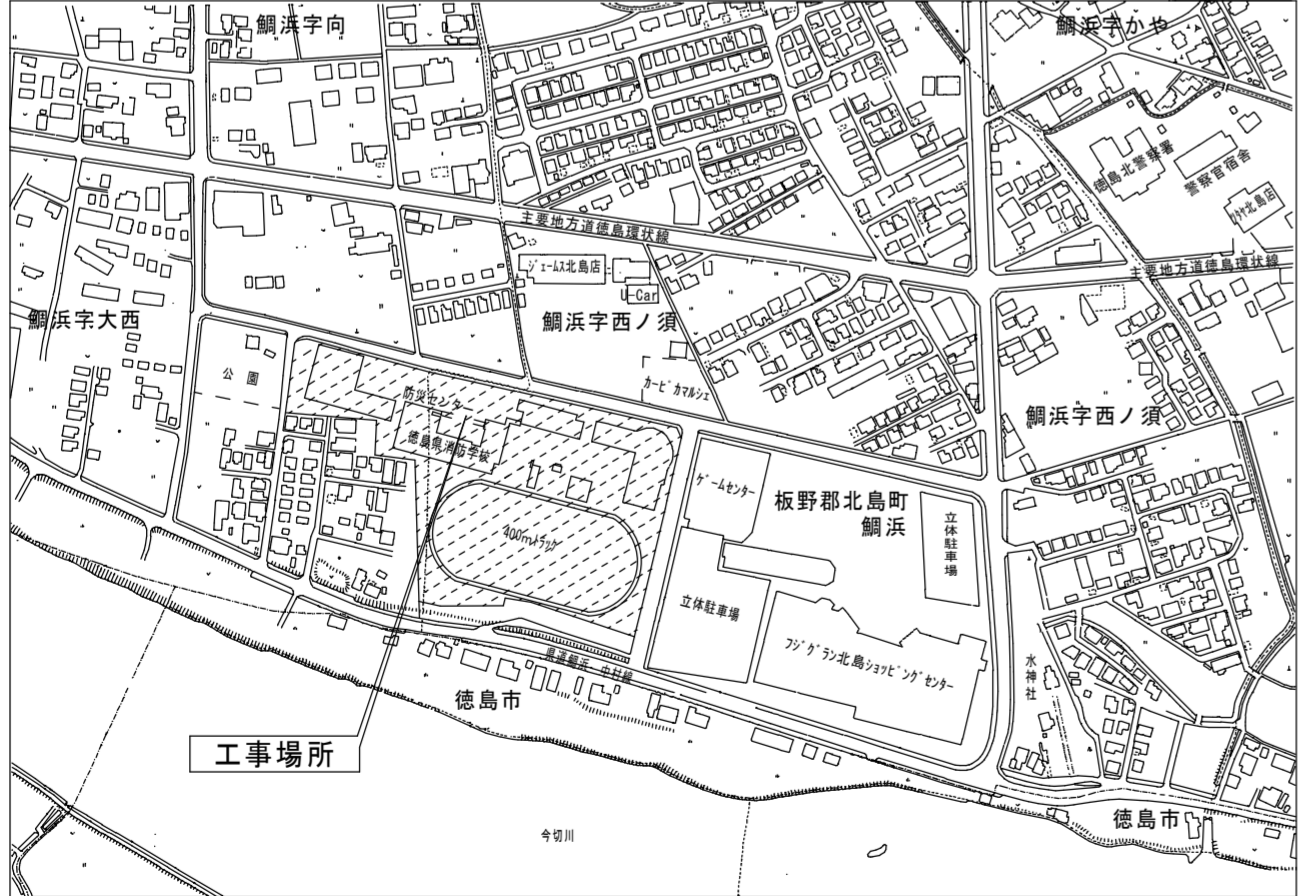 鯛浜字向
鯛浜字かや
徳島北警察署
警察官宿舎
主要地方道徳島環状線
ジェームス北島店
U-Car
主要地方道徳島環状線
鯛浜字大西
鯛浜字西ノ須
公園
カービカマルシェ
防災センター
徳島県消防学校
鯛浜字西ノ須
ゲームセンター
板野郡北島町
鯛浜
立体駐車場
400mトラック
立体駐車場
フジグラン北島ショッピングセンター
県道鯛浜 中村線
水神社
徳島市
工事場所
徳島市
今切川